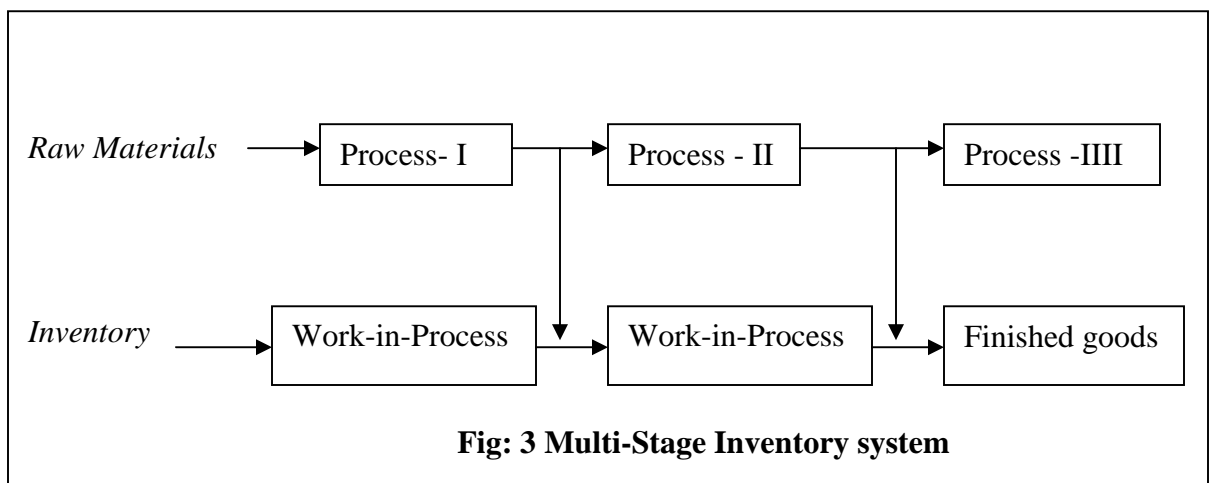 Raw Materials
Process- I
Process - II
Process -IIII
Inventory
Work-in-Process
Work-in-Process
Finished goods
Fig: 3 Multi-Stage Inventory system